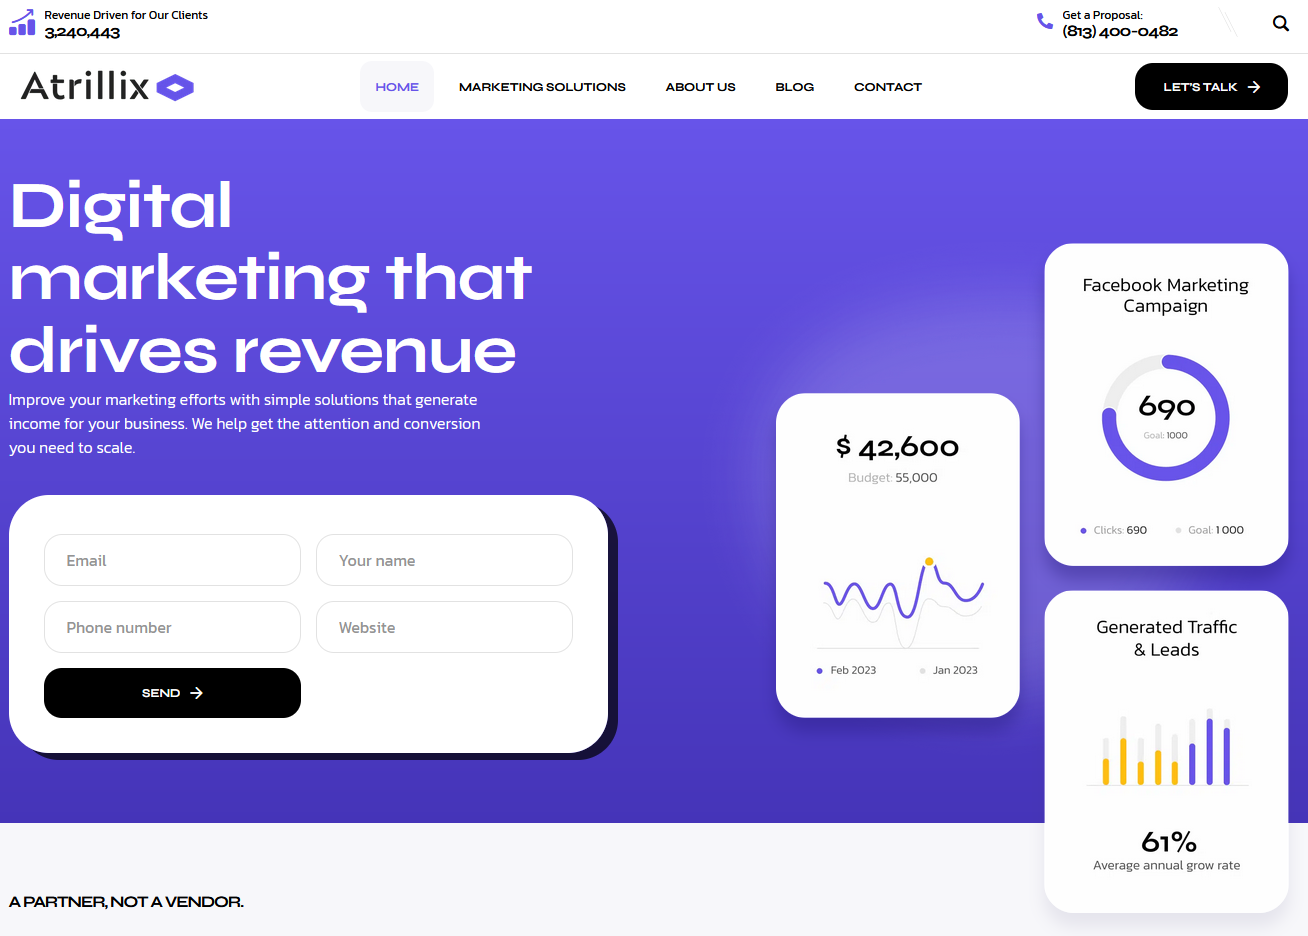 Revenue Driven for Our Clients
3,240,443
Get a Proposal:
(813) 400-0482
Atrillix
HOME
MARKETING SOLUTIONS
ABOUT US
BLOG
CONTACT
LET'S TALK
Digital
marketing that
drives revenue
Improve your marketing efforts with simple solutions that generate
income for your business. We help get the attention and conversion
you need to scale.
Email
Your name
Phone number
Website
SEND
$ 42,600
Budget: 55,000
Feb 2023
Jan 2023
Facebook Marketing
Campaign
690
Goal: 1000
Clicks: 690
Goal: 1 000
Generated Traffic
& Leads
61%
Average annual grow rate
A PARTNER, NOT A VENDOR.